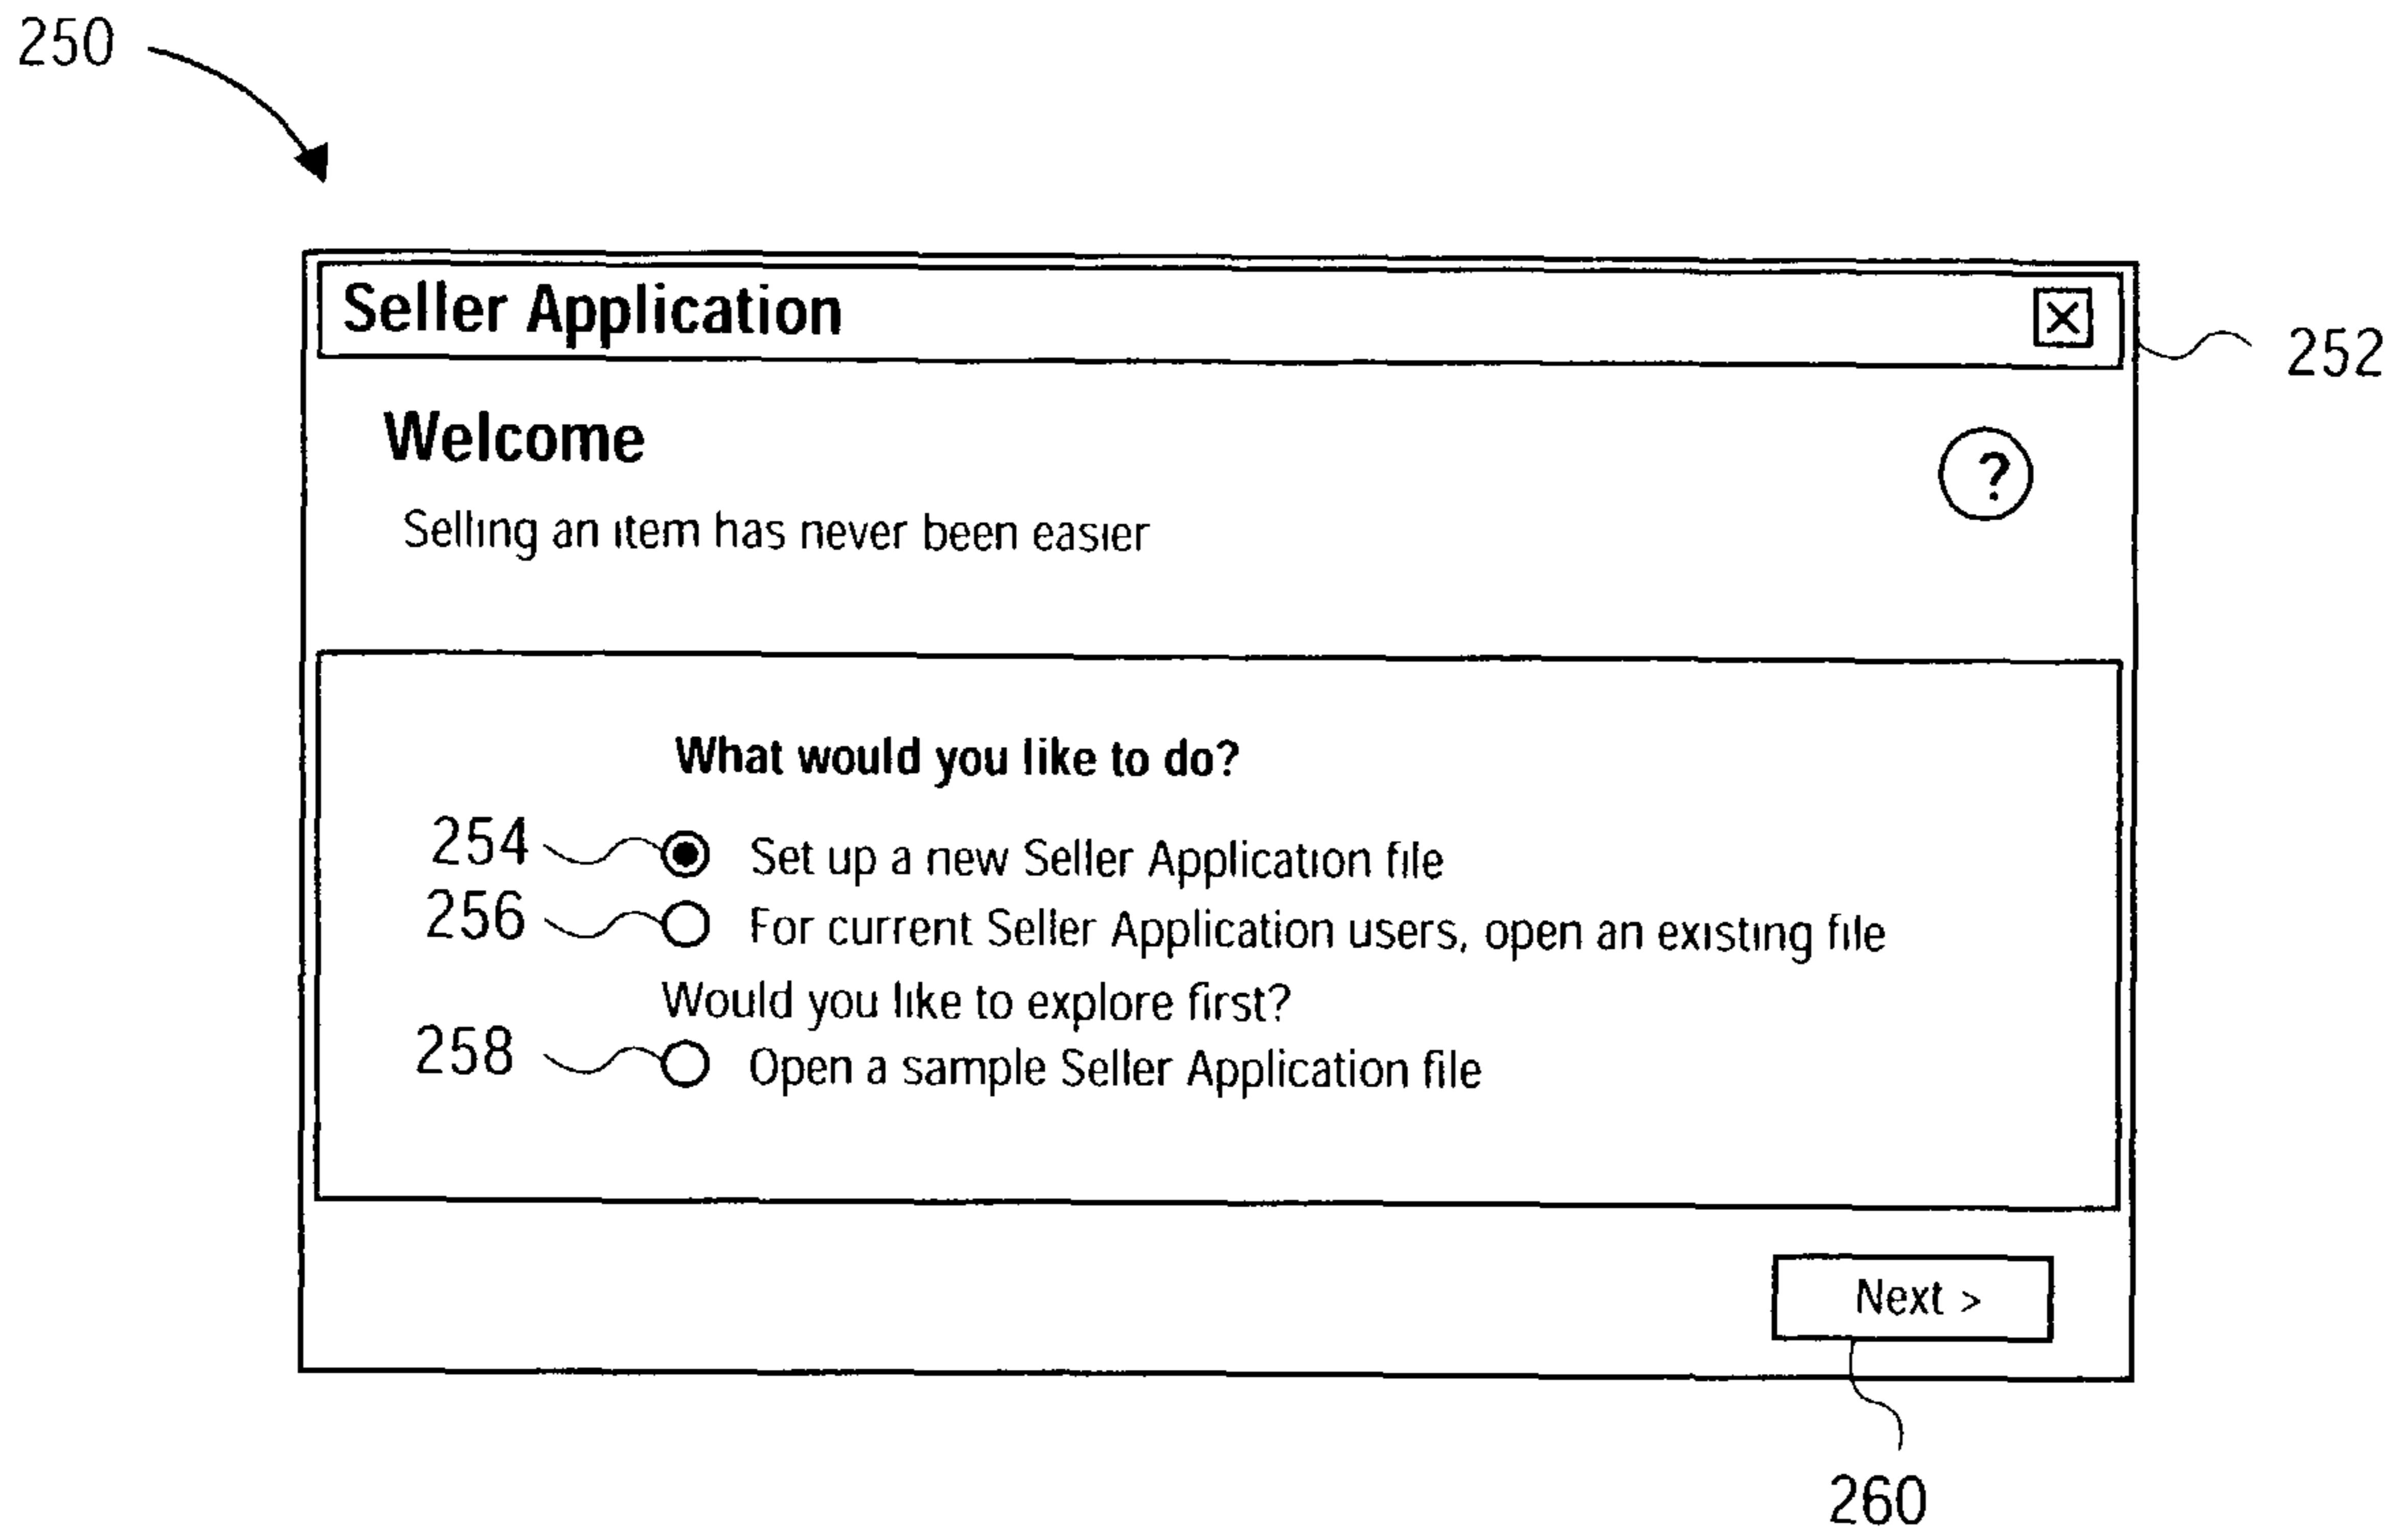 250
Seller Application
252
Welcome
?
Selling an item has never been easier
What would you like to do?
254 Set up a new Seller Application file
256 For current Seller Application users, open an existing file
Would you like to explore first?
258 Open a sample Seller Application file
Next >
260